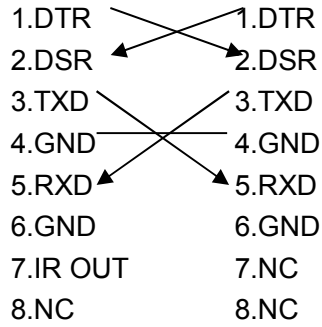 1.DTR 1.DTR
2.DSR 2.DSR
3.TXD 3.TXD
4.GND 4.GND
5.RXD 5.RXD
6.GND 6.GND
7.IR OUT 7.NC
8.NC 8.NC